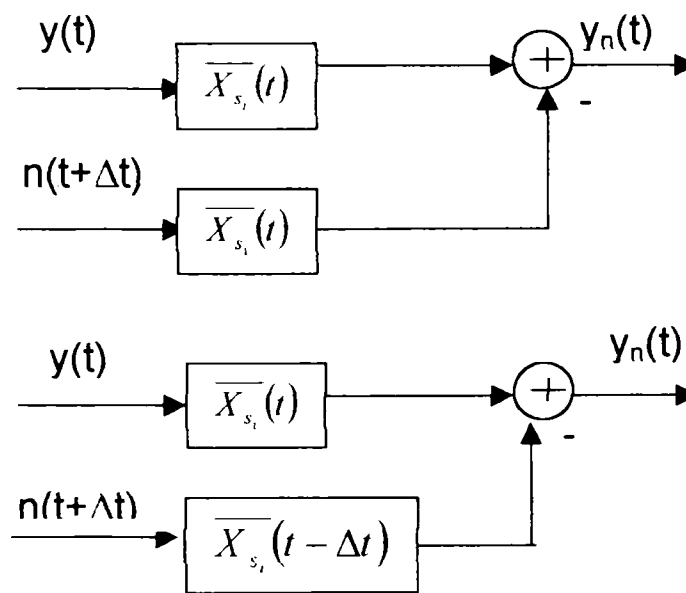 y(t) yₙ(t)
X̅ₛᵢ(t) +
-
n(t+Δt)
X̅ₛᵢ(t)
y(t) yₙ(t)
X̅ₛᵢ(t) +
-
n(t+Δt)
X̅ₛᵢ(t − Δt)